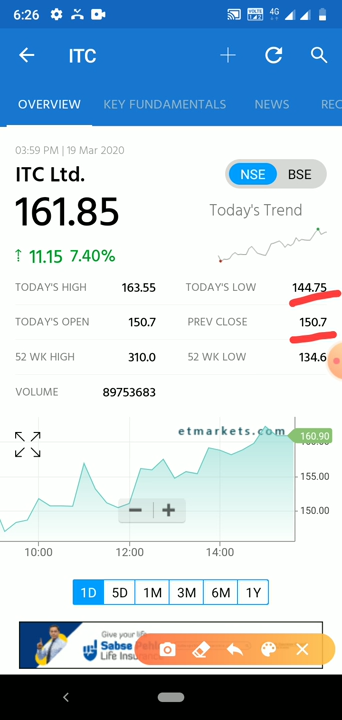 6:26
4G
ITC
OVERVIEW KEY FUNDAMENTALS NEWS REC
03:59 PM | 19 Mar 2020
ITC Ltd. NSE BSE
161.85 Today's Trend
↑ 11.15 7.40%
TODAY'S HIGH 163.55 TODAY'S LOW 144.75
TODAY'S OPEN 150.7 PREV CLOSE 150.7
52 WK HIGH 310.0 52 WK LOW 134.6
VOLUME 89753683
etmarkets.com
160.90
155.00
150.00
10:00 12:00 14:00
1D 5D 1M 3M 6M 1Y
Give your
Sabse
Life Insur